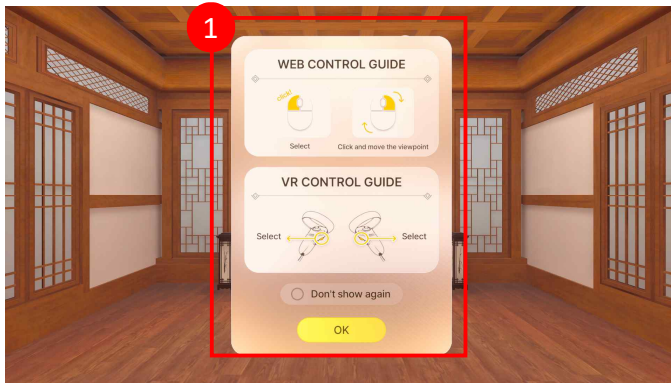 1
WEB CONTROL GUIDE
click!
Select
Click and move the viewpoint
VR CONTROL GUIDE
Select
Select
Don't show again
OK